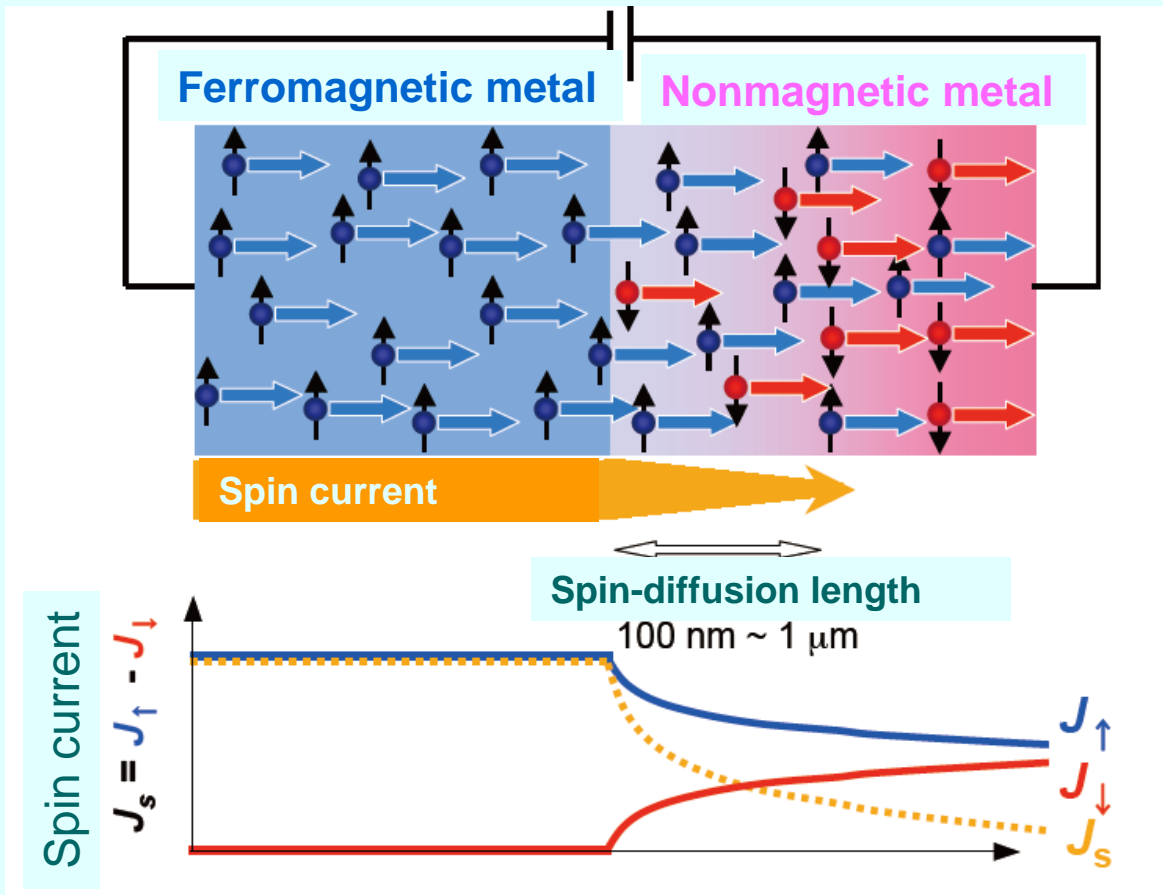 Ferromagnetic metal
Nonmagnetic metal
Spin current
Spin-diffusion length
100 nm ~ 1 μm
Spin current
Jₛ = J↑ - J↓
J↑
J↓
Jₛ